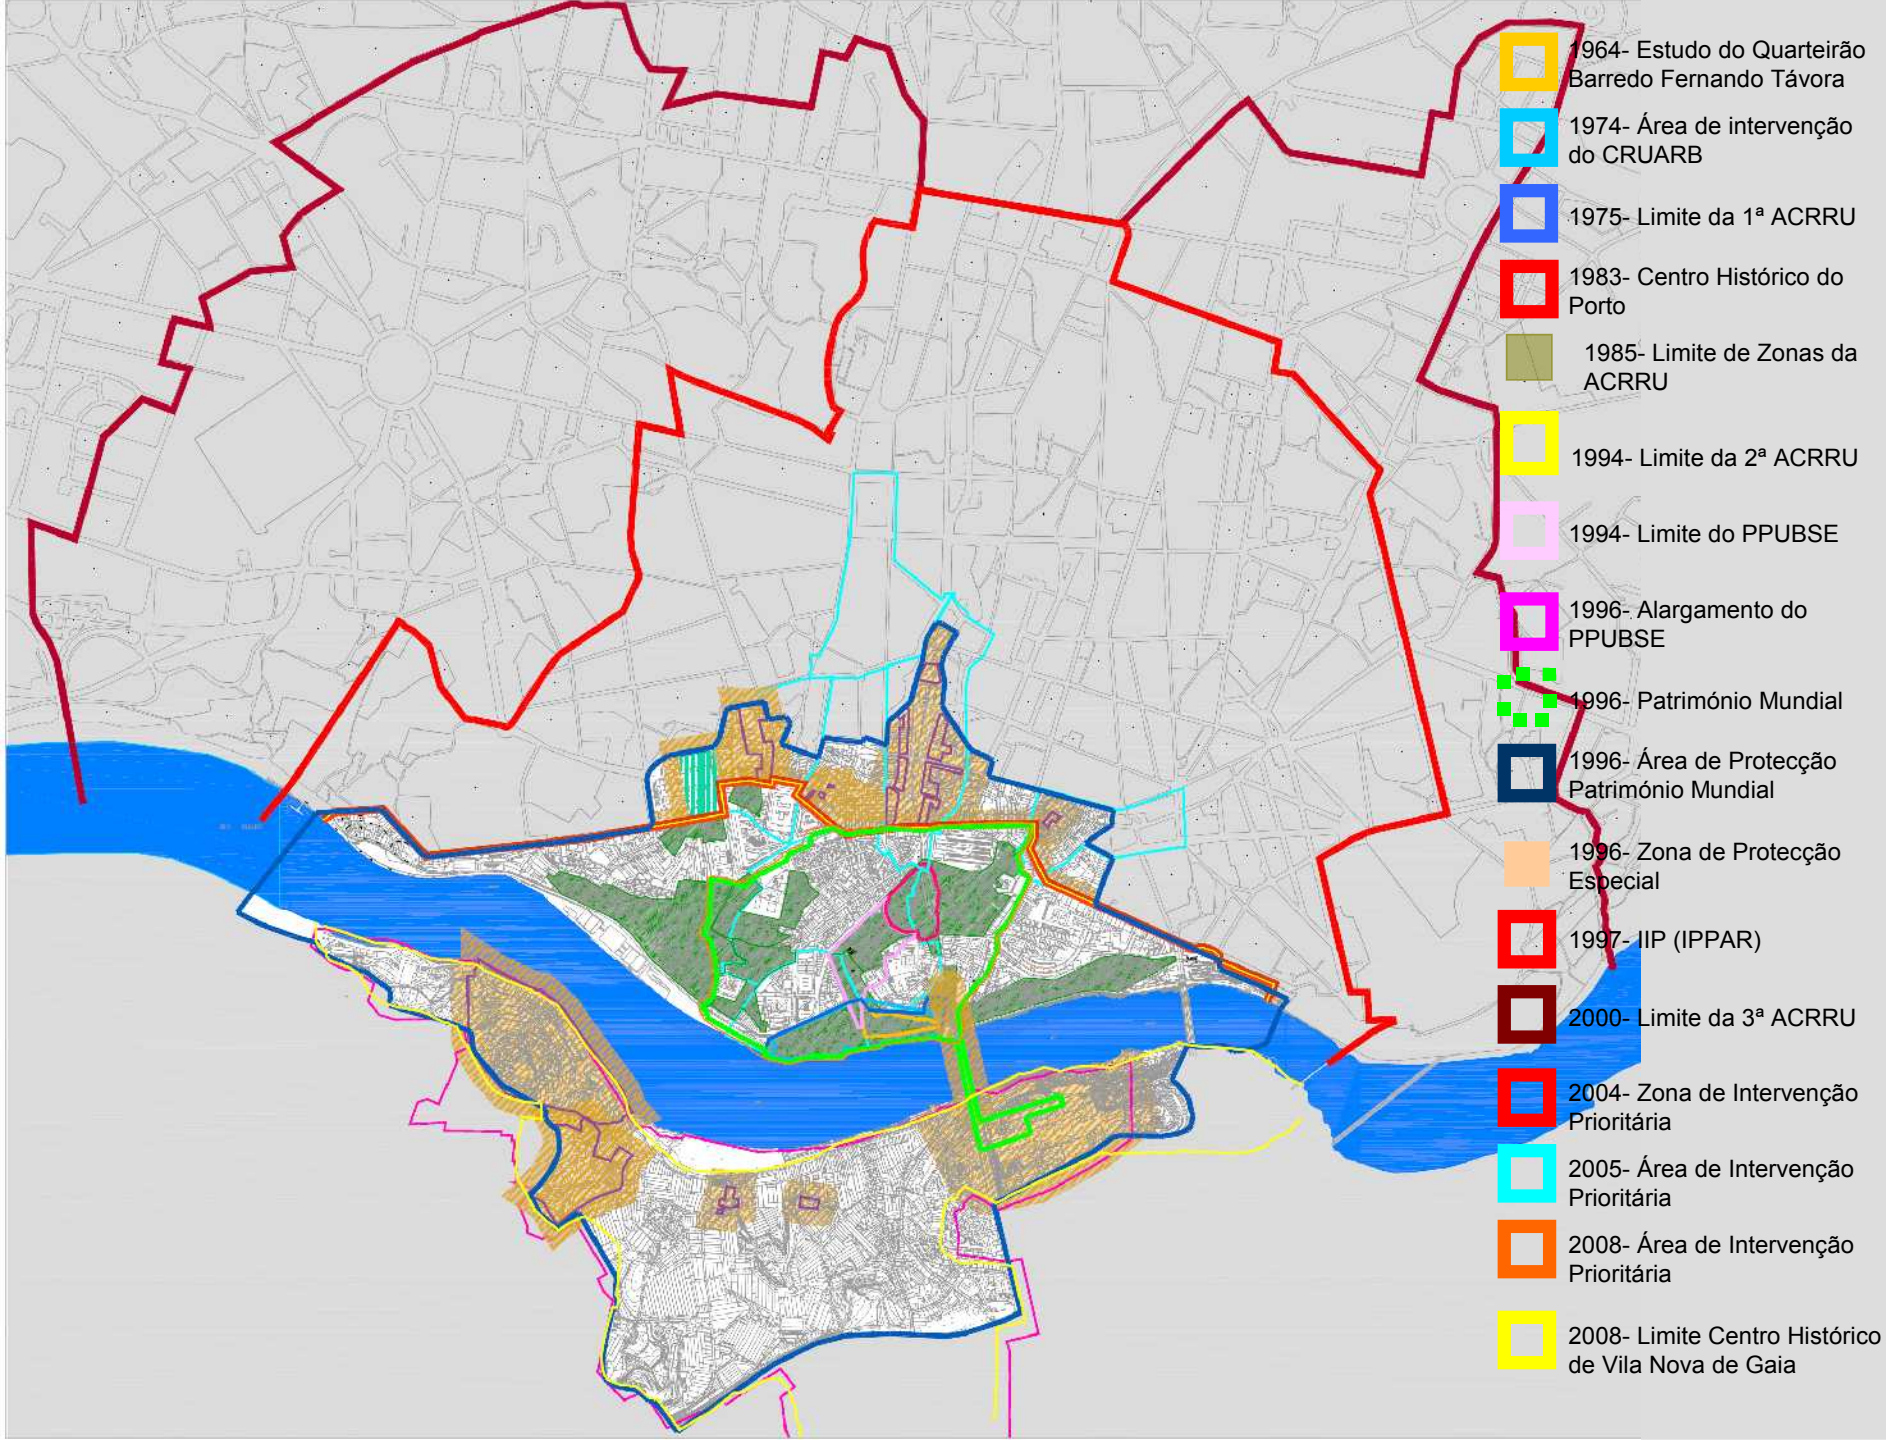 1964- Estudo do Quarteirão
Barredo Fernando Távora
1974- Área de intervenção
do CRUARB
1975- Limite da 1ª ACRRU
1983- Centro Histórico do
Porto
1985- Limite de Zonas da
ACRRU
1994- Limite da 2ª ACRRU
1994- Limite do PPUBSE
1996- Alargamento do
PPUBSE
1996- Património Mundial
1996- Área de Protecção
Património Mundial
1996- Zona de Protecção
Especial
1997- IIP (IPPAR)
2000- Limite da 3ª ACRRU
2004- Zona de Intervenção
Prioritária
2005- Área de Intervenção
Prioritária
2008- Área de Intervenção
Prioritária
2008- Limite Centro Histórico
de Vila Nova de Gaia